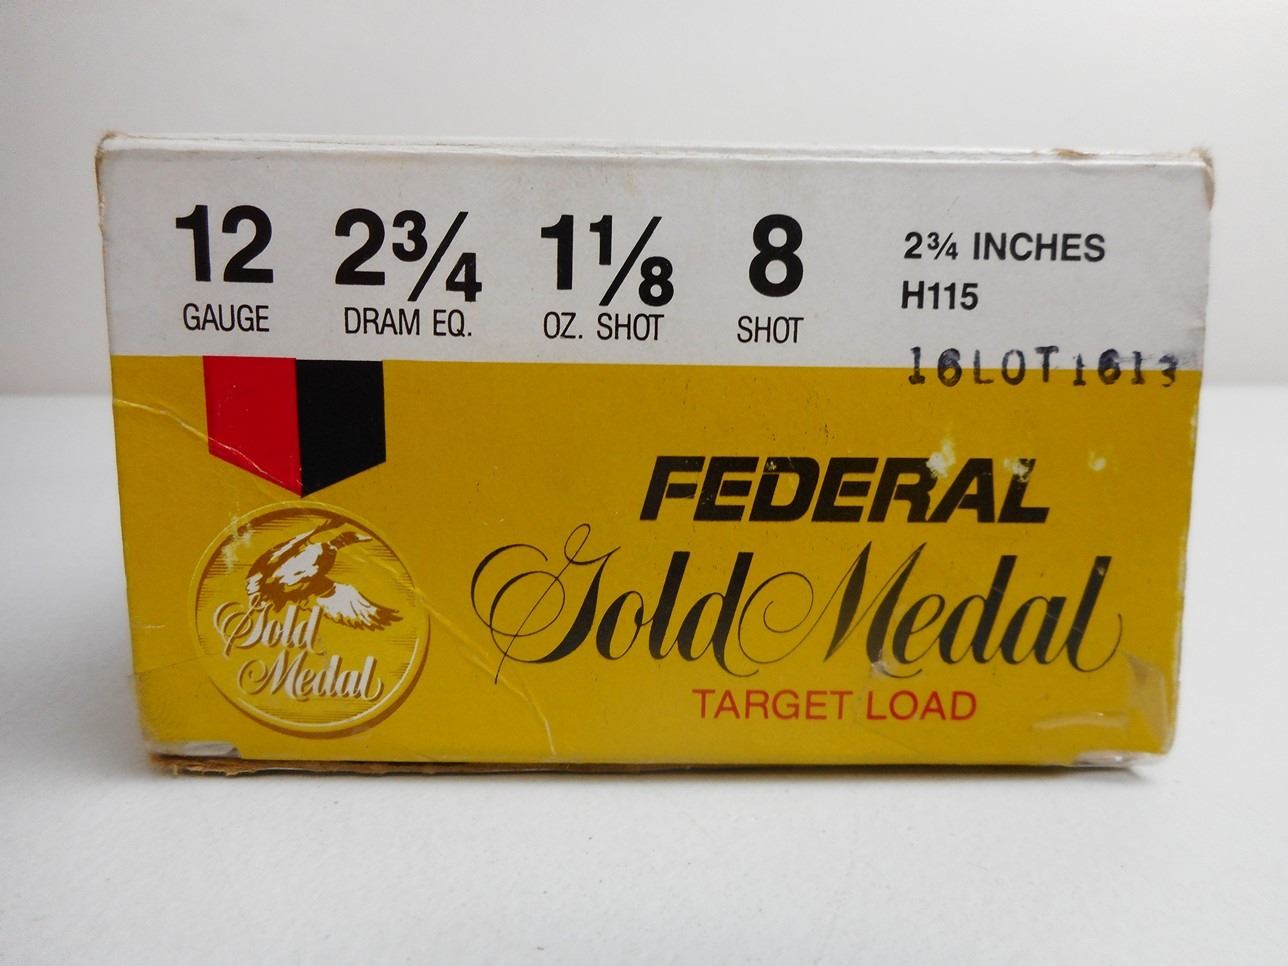 12 2¾ 1⅛ 8
GAUGE DRAM EQ. OZ. SHOT SHOT
2¾ INCHES
H115
16LOT1613
FEDERAL
Gold Medal
TARGET LOAD
Gold
Medal